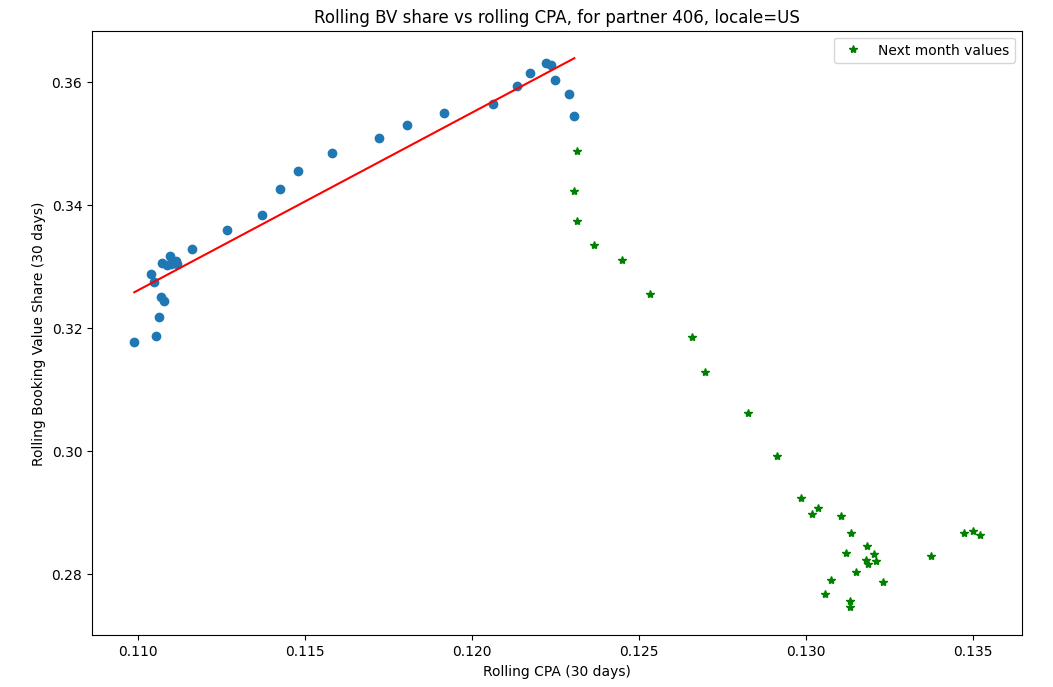 Rolling BV share vs rolling CPA, for partner 406, locale=US
Next month values
Rolling Booking Value Share (30 days)
0.36
0.34
0.32
0.30
0.28
0.110 0.115 0.120 0.125 0.130 0.135
Rolling CPA (30 days)